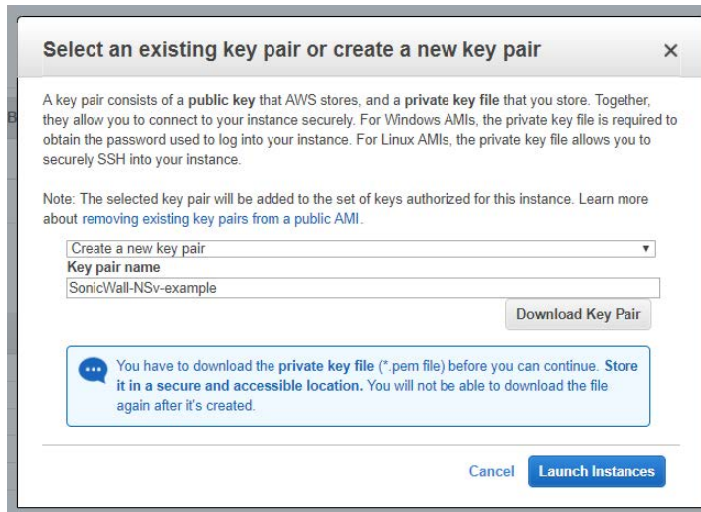 Select an existing key pair or create a new key pair ×
A key pair consists of a public key that AWS stores, and a private key file that you store. Together,
they allow you to connect to your instance securely. For Windows AMIs, the private key file is required to
obtain the password used to log into your instance. For Linux AMIs, the private key file allows you to
securely SSH into your instance.
Note: The selected key pair will be added to the set of keys authorized for this instance. Learn more
about removing existing key pairs from a public AMI.
Create a new key pair
Key pair name
SonicWall-NSv-example
Download Key Pair
You have to download the private key file (*.pem file) before you can continue. Store
it in a secure and accessible location. You will not be able to download the file
again after it's created.
Cancel Launch Instances